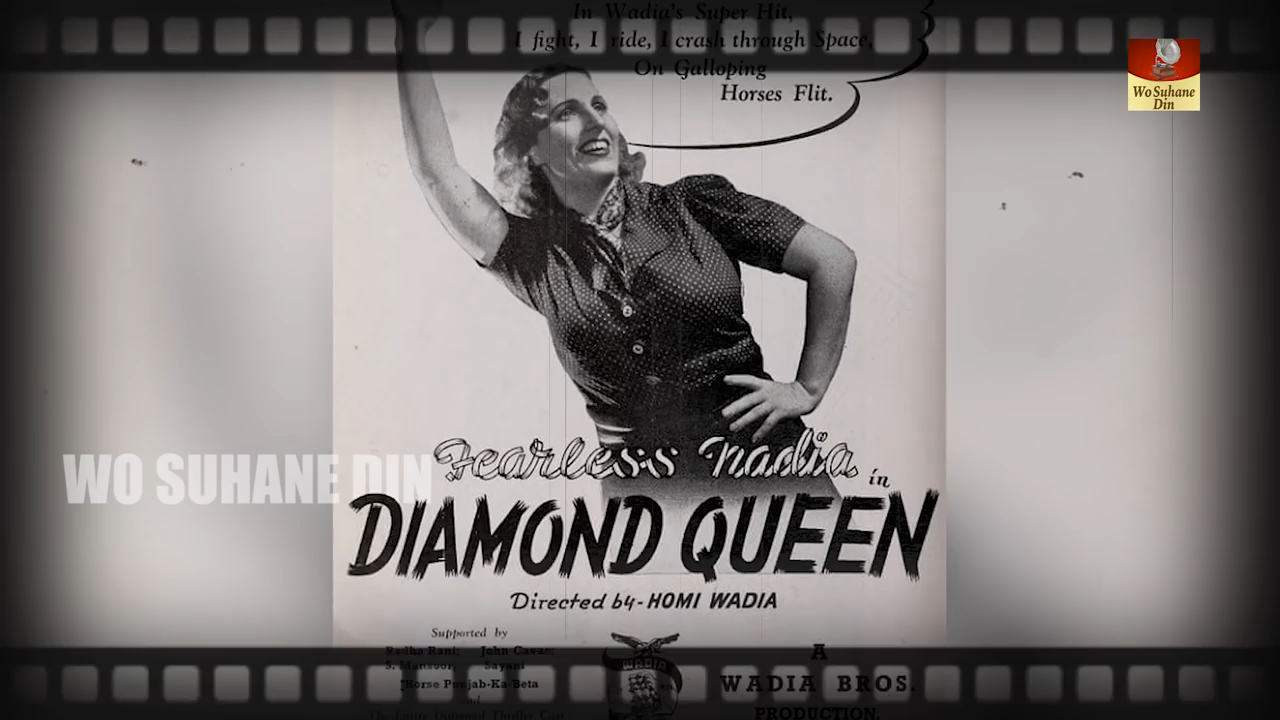 In Wadia's Super Hit,
I fight, I ride, I crash through Space,
On Galloping
Horses Flit.
Wo Suhane
Din
Fearless Nadia
in
WO SUHANE DIN
DIAMOND QUEEN
Directed by- HOMI WADIA
Supported by
Radha Rani; John Cavas;
S. Mansoor, Sayani
Horse Punjab-Ka-Beta
and
WADIA
A
WADIA BROS.
PRODUCTION.